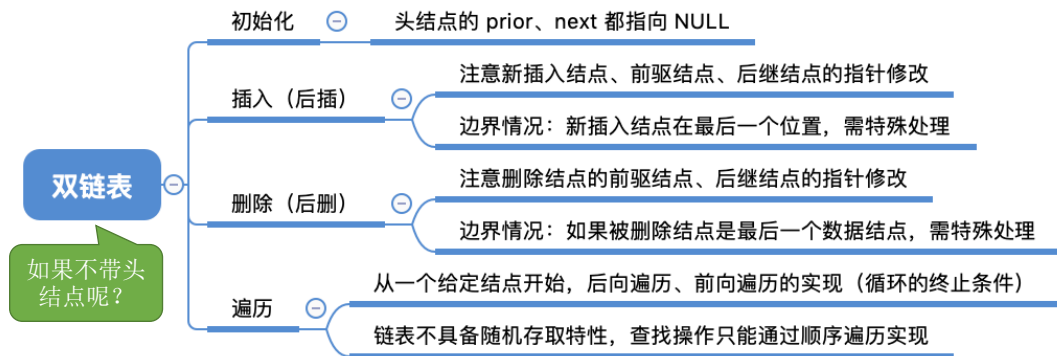 初始化
头结点的 prior、next 都指向 NULL
插入（后插）
注意新插入结点、前驱结点、后继结点的指针修改
边界情况：新插入结点在最后一个位置，需特殊处理
双链表
删除（后删）
注意删除结点的前驱结点、后继结点的指针修改
边界情况：如果被删除结点是最后一个数据结点，需特殊处理
如果不带头
结点呢？
遍历
从一个给定结点开始，后向遍历、前向遍历的实现（循环的终止条件）
链表不具备随机存取特性，查找操作只能通过顺序遍历实现